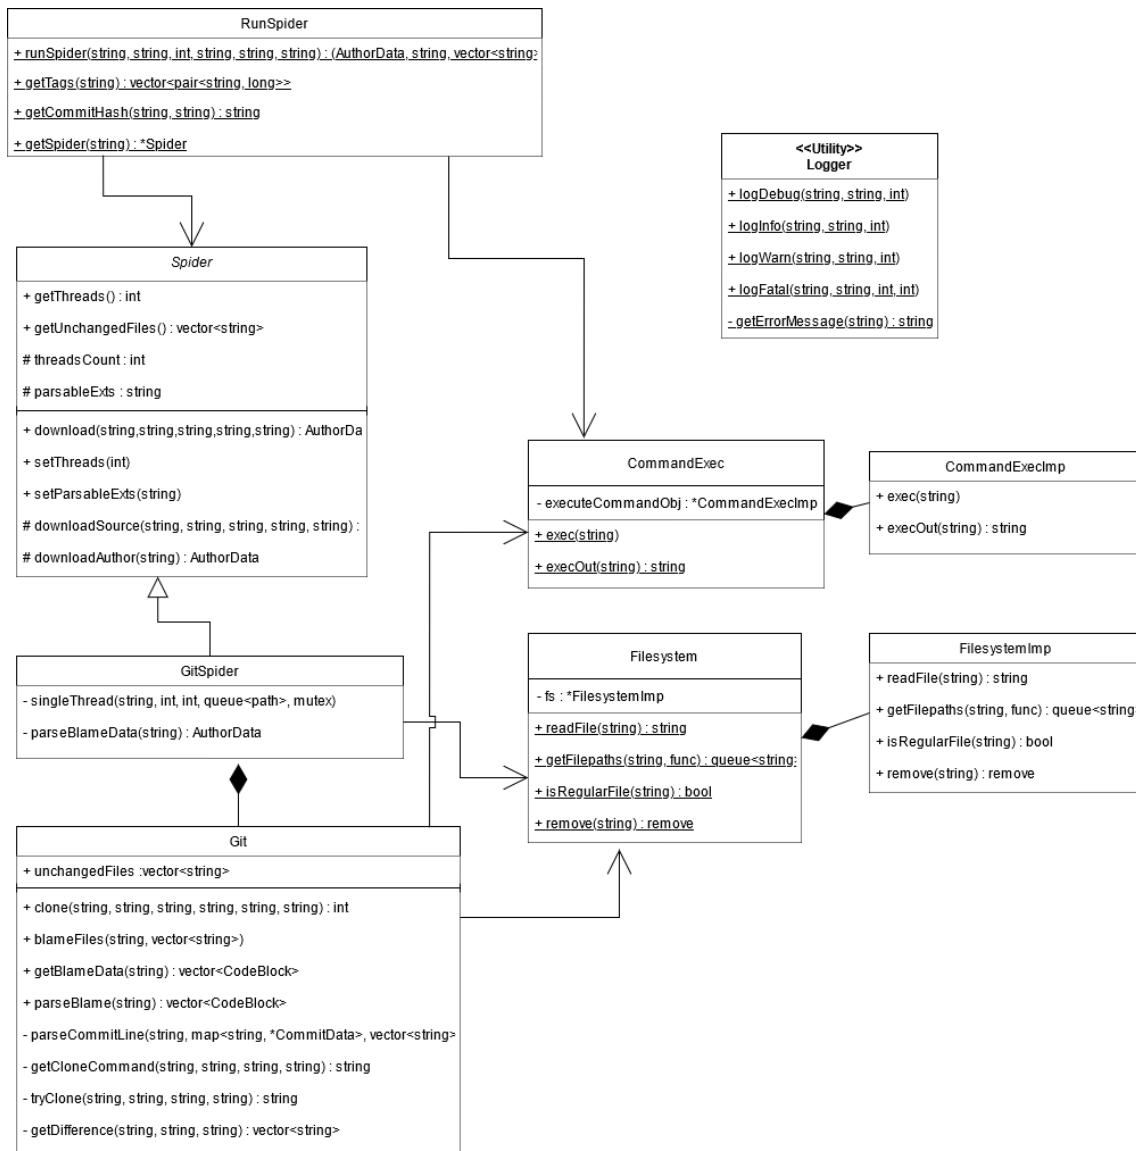 RunSpider
+ runSpider(string, string, int, string, string, string) : (AuthorData, string, vector<string>
+ getTags(string) : vector<pair<string, long>>
+ getCommitHash(string, string) : string
+ getSpider(string) : *Spider
<<Utility>>
Logger
+ logDebug(string, string, int)
+ logInfo(string, string, int)
+ logWarn(string, string, int)
+ logFatal(string, string, int, int)
- getErrorMessage(string) : string
Spider
+ getThreads() : int
+ getUnchangedFiles() : vector<string>
# threadsCount : int
# parsableExts : string
+ download(string,string,string,string,string) : AuthorDa
+ setThreads(int)
+ setParsableExts(string)
# downloadSource(string, string, string, string, string) :
# downloadAuthor(string) : AuthorData
CommandExec
- executeCommandObj : *CommandExecImp
+ exec(string)
+ execOut(string) : string
CommandExecImp
+ exec(string)
+ execOut(string) : string
GitSpider
- singleThread(string, int, int, queue<path>, mutex)
- parseBlameData(string) : AuthorData
Filesystem
- fs : *FilesystemImp
+ readFile(string) : string
+ getFilepaths(string, func) : queue<string>
+ isRegularFile(string) : bool
+ remove(string) : remove
FilesystemImp
+ readFile(string) : string
+ getFilepaths(string, func) : queue<string>
+ isRegularFile(string) : bool
+ remove(string) : remove
Git
+ unchangedFiles :vector<string>
+ clone(string, string, string, string, string, string) : int
+ blameFiles(string, vector<string>)
+ getBlameData(string) : vector<CodeBlock>
+ parseBlame(string) : vector<CodeBlock>
- parseCommitLine(string, map<string, *CommitData>, vector<string>
- getCloneCommand(string, string, string, string) : string
- tryClone(string, string, string, string) : string
- getDifference(string, string, string) : vector<string>